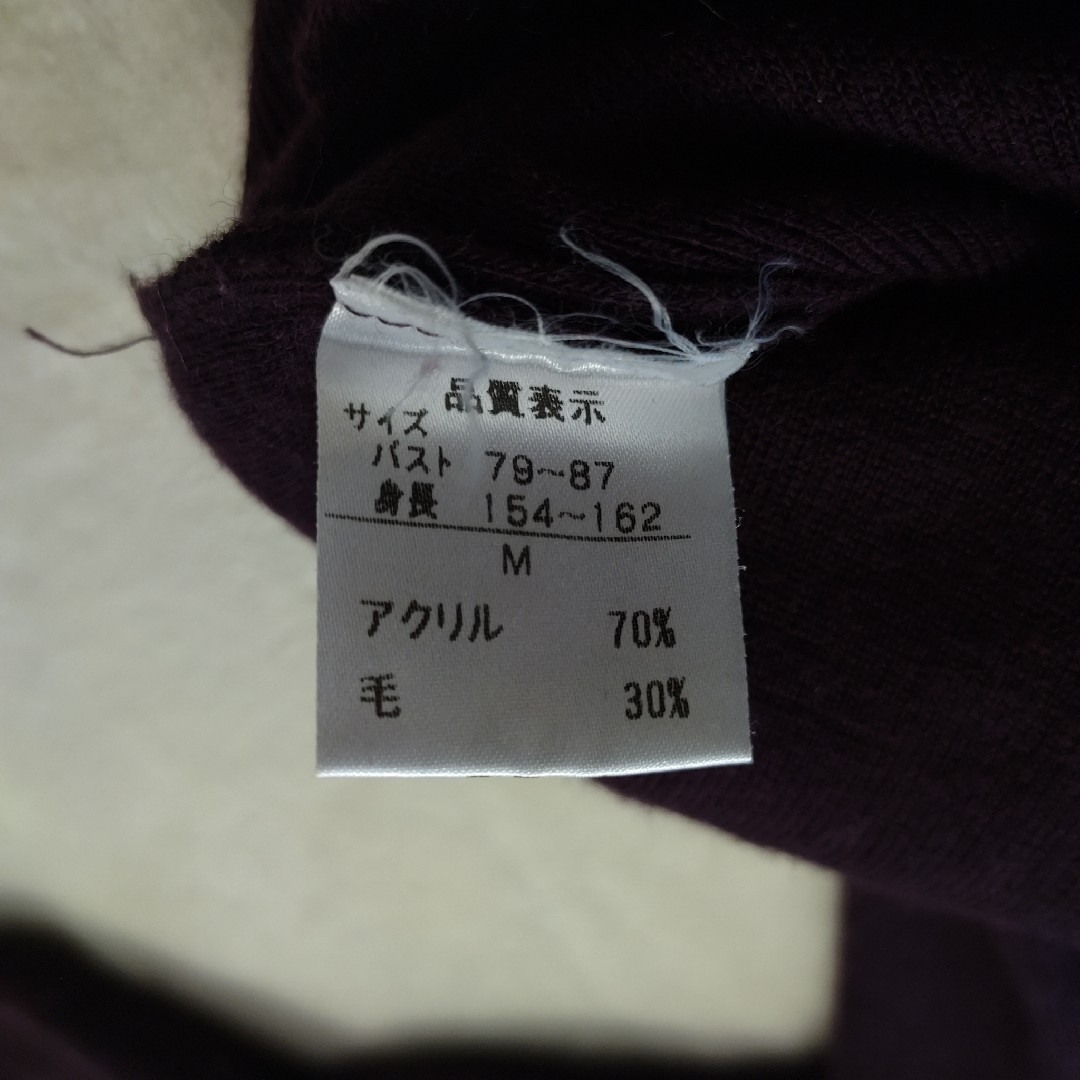 品質表示
サイズ
バスト 79~87
身長 154~162
M
アクリル 70%
毛 30%